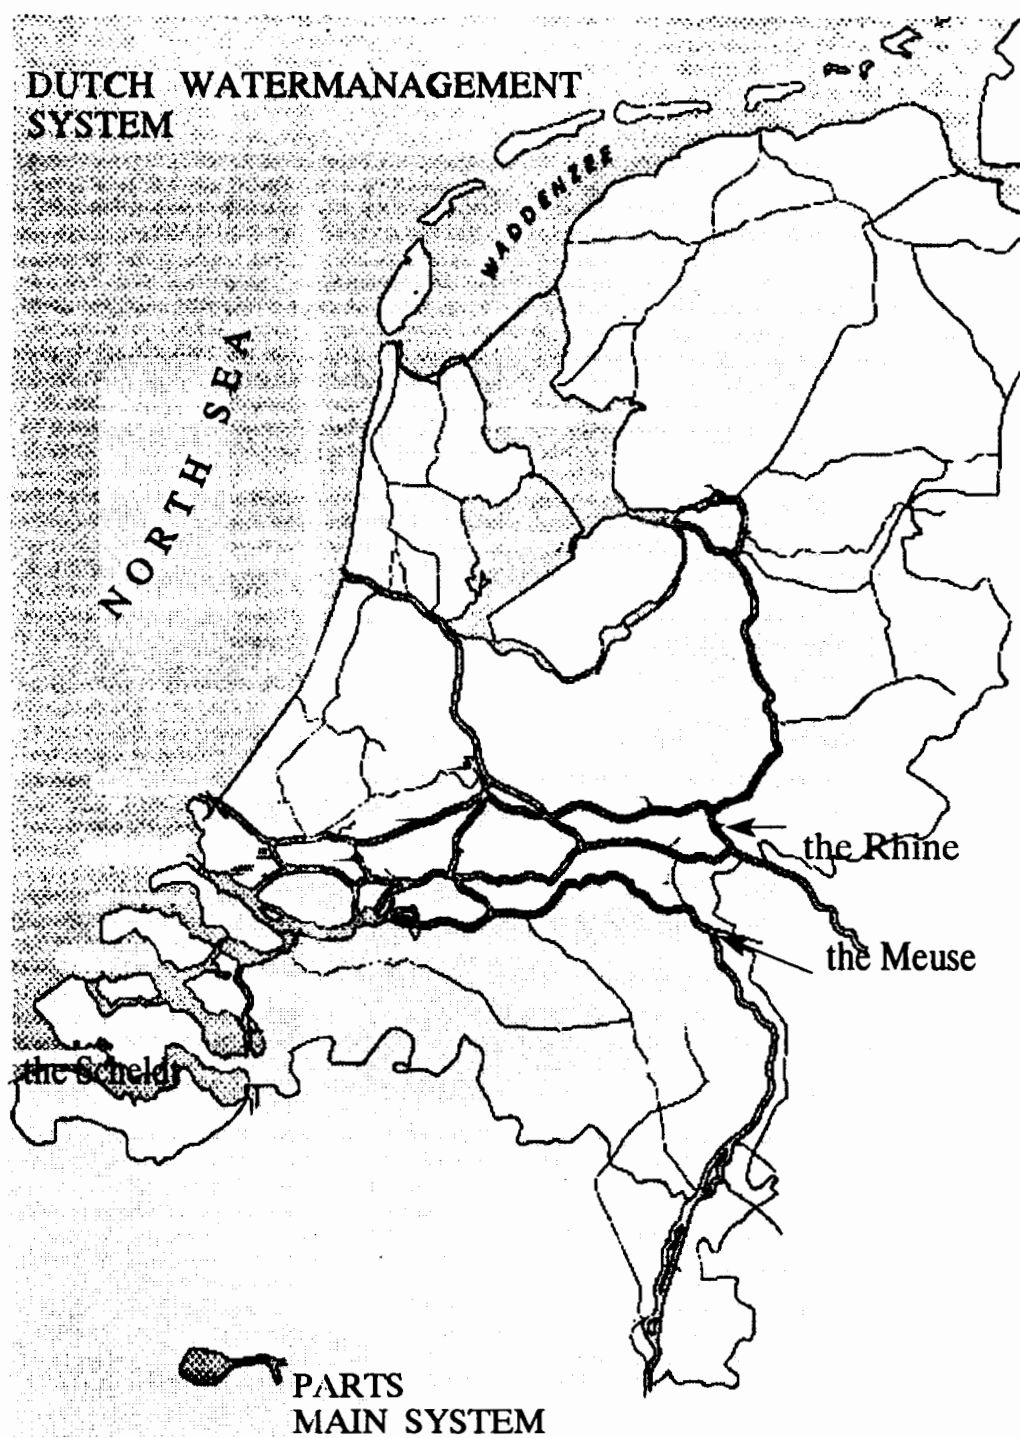 DUTCH WATERMANAGEMENT
SYSTEM
WADDENZEE
NORTH SEA
the Rhine
the Meuse
the Scheldt
PARTS
MAIN SYSTEM